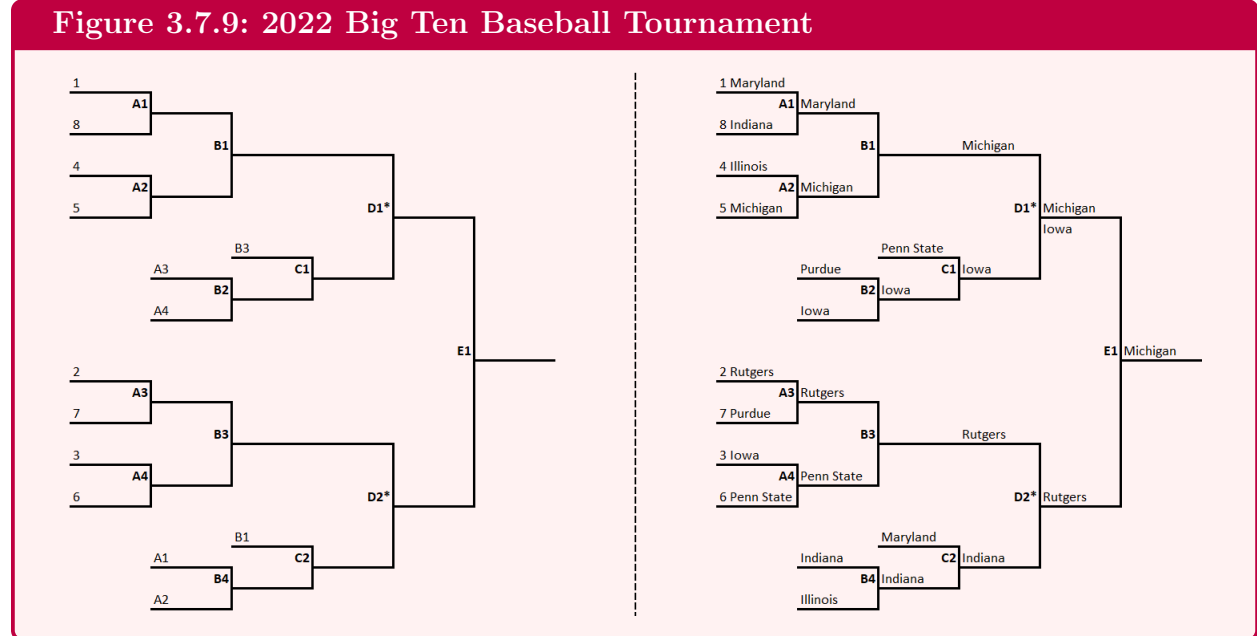 Figure 3.7.9: 2022 Big Ten Baseball Tournament
1
A1
8
B1
4
A2
5
D1*
B3
A3
C1
B2
A4
E1
2
A3
7
B3
3
A4
6
D2*
B1
A1
C2
B4
A2
1 Maryland
A1 Maryland
8 Indiana
B1
Michigan
4 Illinois
A2 Michigan
5 Michigan
D1* Michigan
Iowa
Penn State
Purdue
C1 Iowa
B2 Iowa
Iowa
E1 Michigan
2 Rutgers
A3 Rutgers
7 Purdue
B3
Rutgers
3 Iowa
A4 Penn State
6 Penn State
D2* Rutgers
Maryland
Indiana
C2 Indiana
B4 Indiana
Illinois